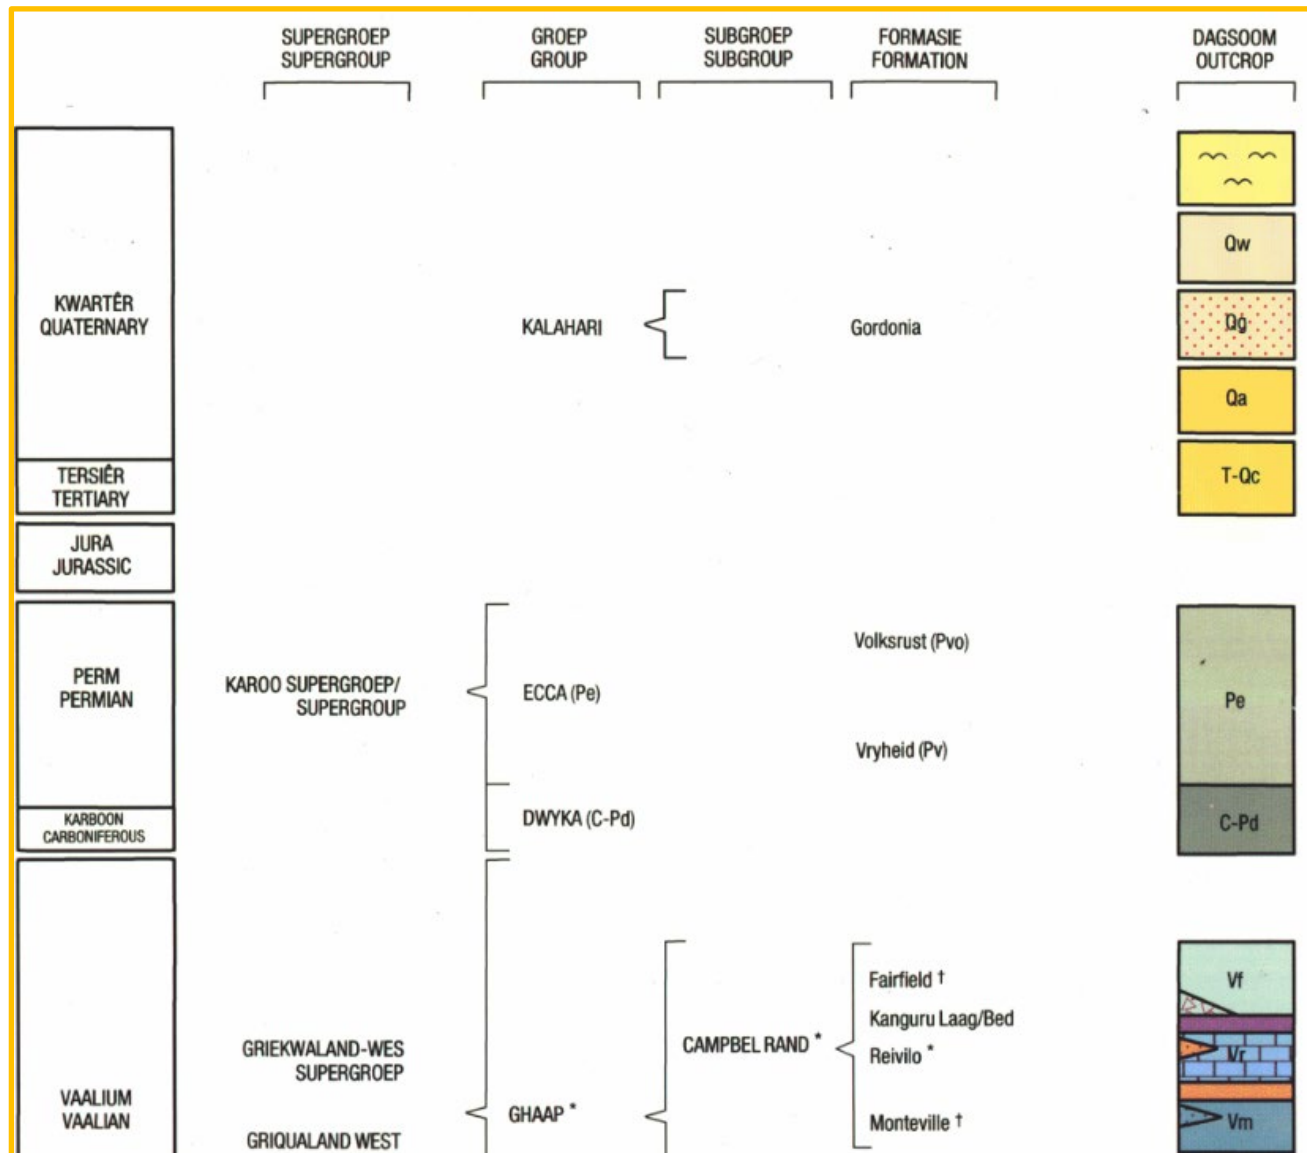 SUPERGROEP
SUPERGROUP
GROEP
GROUP
SUBGROEP
SUBGROUP
FORMASIE
FORMATION
DAGSOOM
OUTCROP
KWARTÊR
QUATERNARY
KALAHARI
Gordonia
Qw
Qg
Qa
TERSIÊR
TERTIARY
T-Qc
JURA
JURASSIC
PERM
PERMIAN
KAROO SUPERGROEP/
SUPERGROUP
ECCA (Pe)
Volksrust (Pvo)
Vryheid (Pv)
Pe
KARBOON
CARBONIFEROUS
DWYKA (C-Pd)
C-Pd
VAALIUM
VAALIAN
GRIEKWALAND-WES
SUPERGROEP
GRIQUALAND WEST
GHAAP *
CAMPBEL RAND *
Fairfield †
Kanguru Laag/Bed
Reivilo *
Monteville †
Vf
Vr
Vm